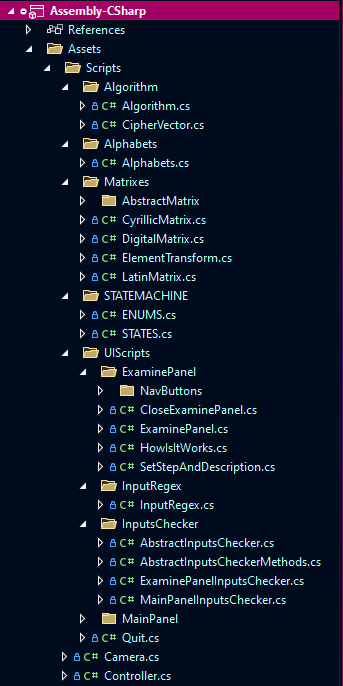 Assembly-CSharp
References
Assets
Scripts
Algorithm
C# Algorithm.cs
C# CipherVector.cs
Alphabets
C# Alphabets.cs
Matrixes
AbstractMatrix
C# CyrillicMatrix.cs
C# DigitalMatrix.cs
C# ElementTransform.cs
C# LatinMatrix.cs
STATEMACHINE
C# ENUMS.cs
C# STATES.cs
UIScripts
ExaminePanel
NavButtons
C# CloseExaminePanel.cs
C# ExaminePanel.cs
C# HowIsItWorks.cs
C# SetStepAndDescription.cs
InputRegex
C# InputRegex.cs
InputsChecker
C# AbstractInputsChecker.cs
C# AbstractInputsCheckerMethods.cs
C# ExaminePanelInputsChecker.cs
C# MainPanelInputsChecker.cs
MainPanel
C# Quit.cs
C# Camera.cs
C# Controller.cs